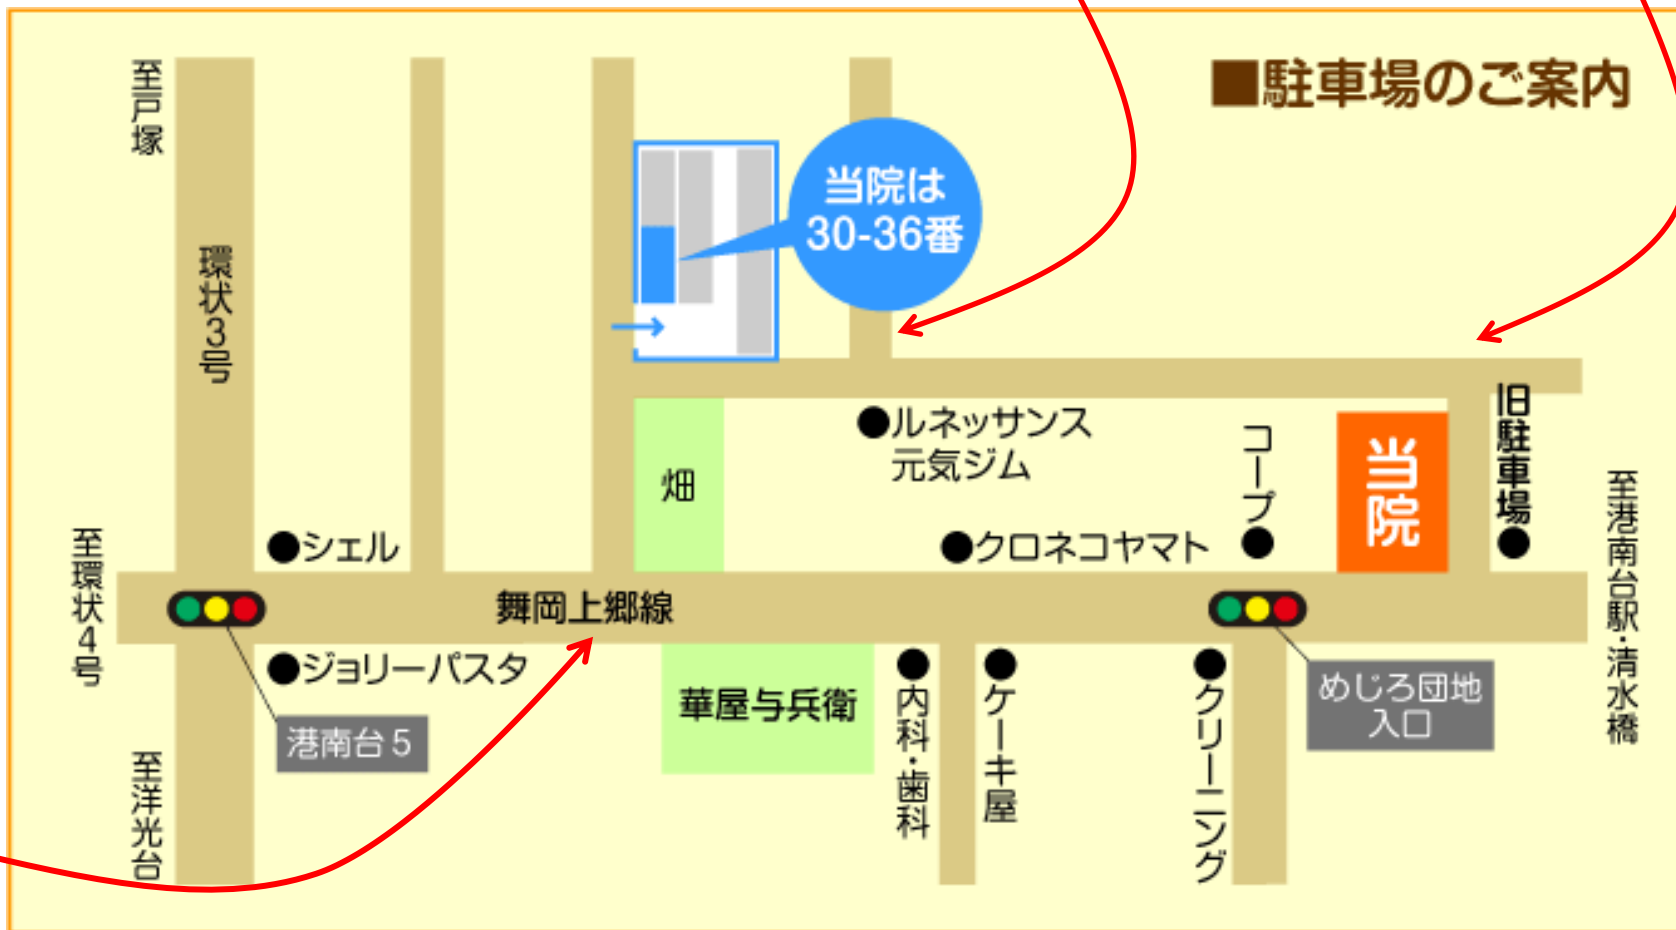 ■駐車場のご案内
至戸塚
環状3号
当院は
30-36番
●ルネッサンス
元気ジム
畑
コープ
当院
旧駐車場
至港南台駅・清水橋
至環状4号
●シェル
●クロネコヤマト
舞岡上郷線
●ジョリーパスタ
港南台5
華屋与兵衛
内科・歯科
ケーキ屋
クリーニング
めじろ団地
入口
至洋光台